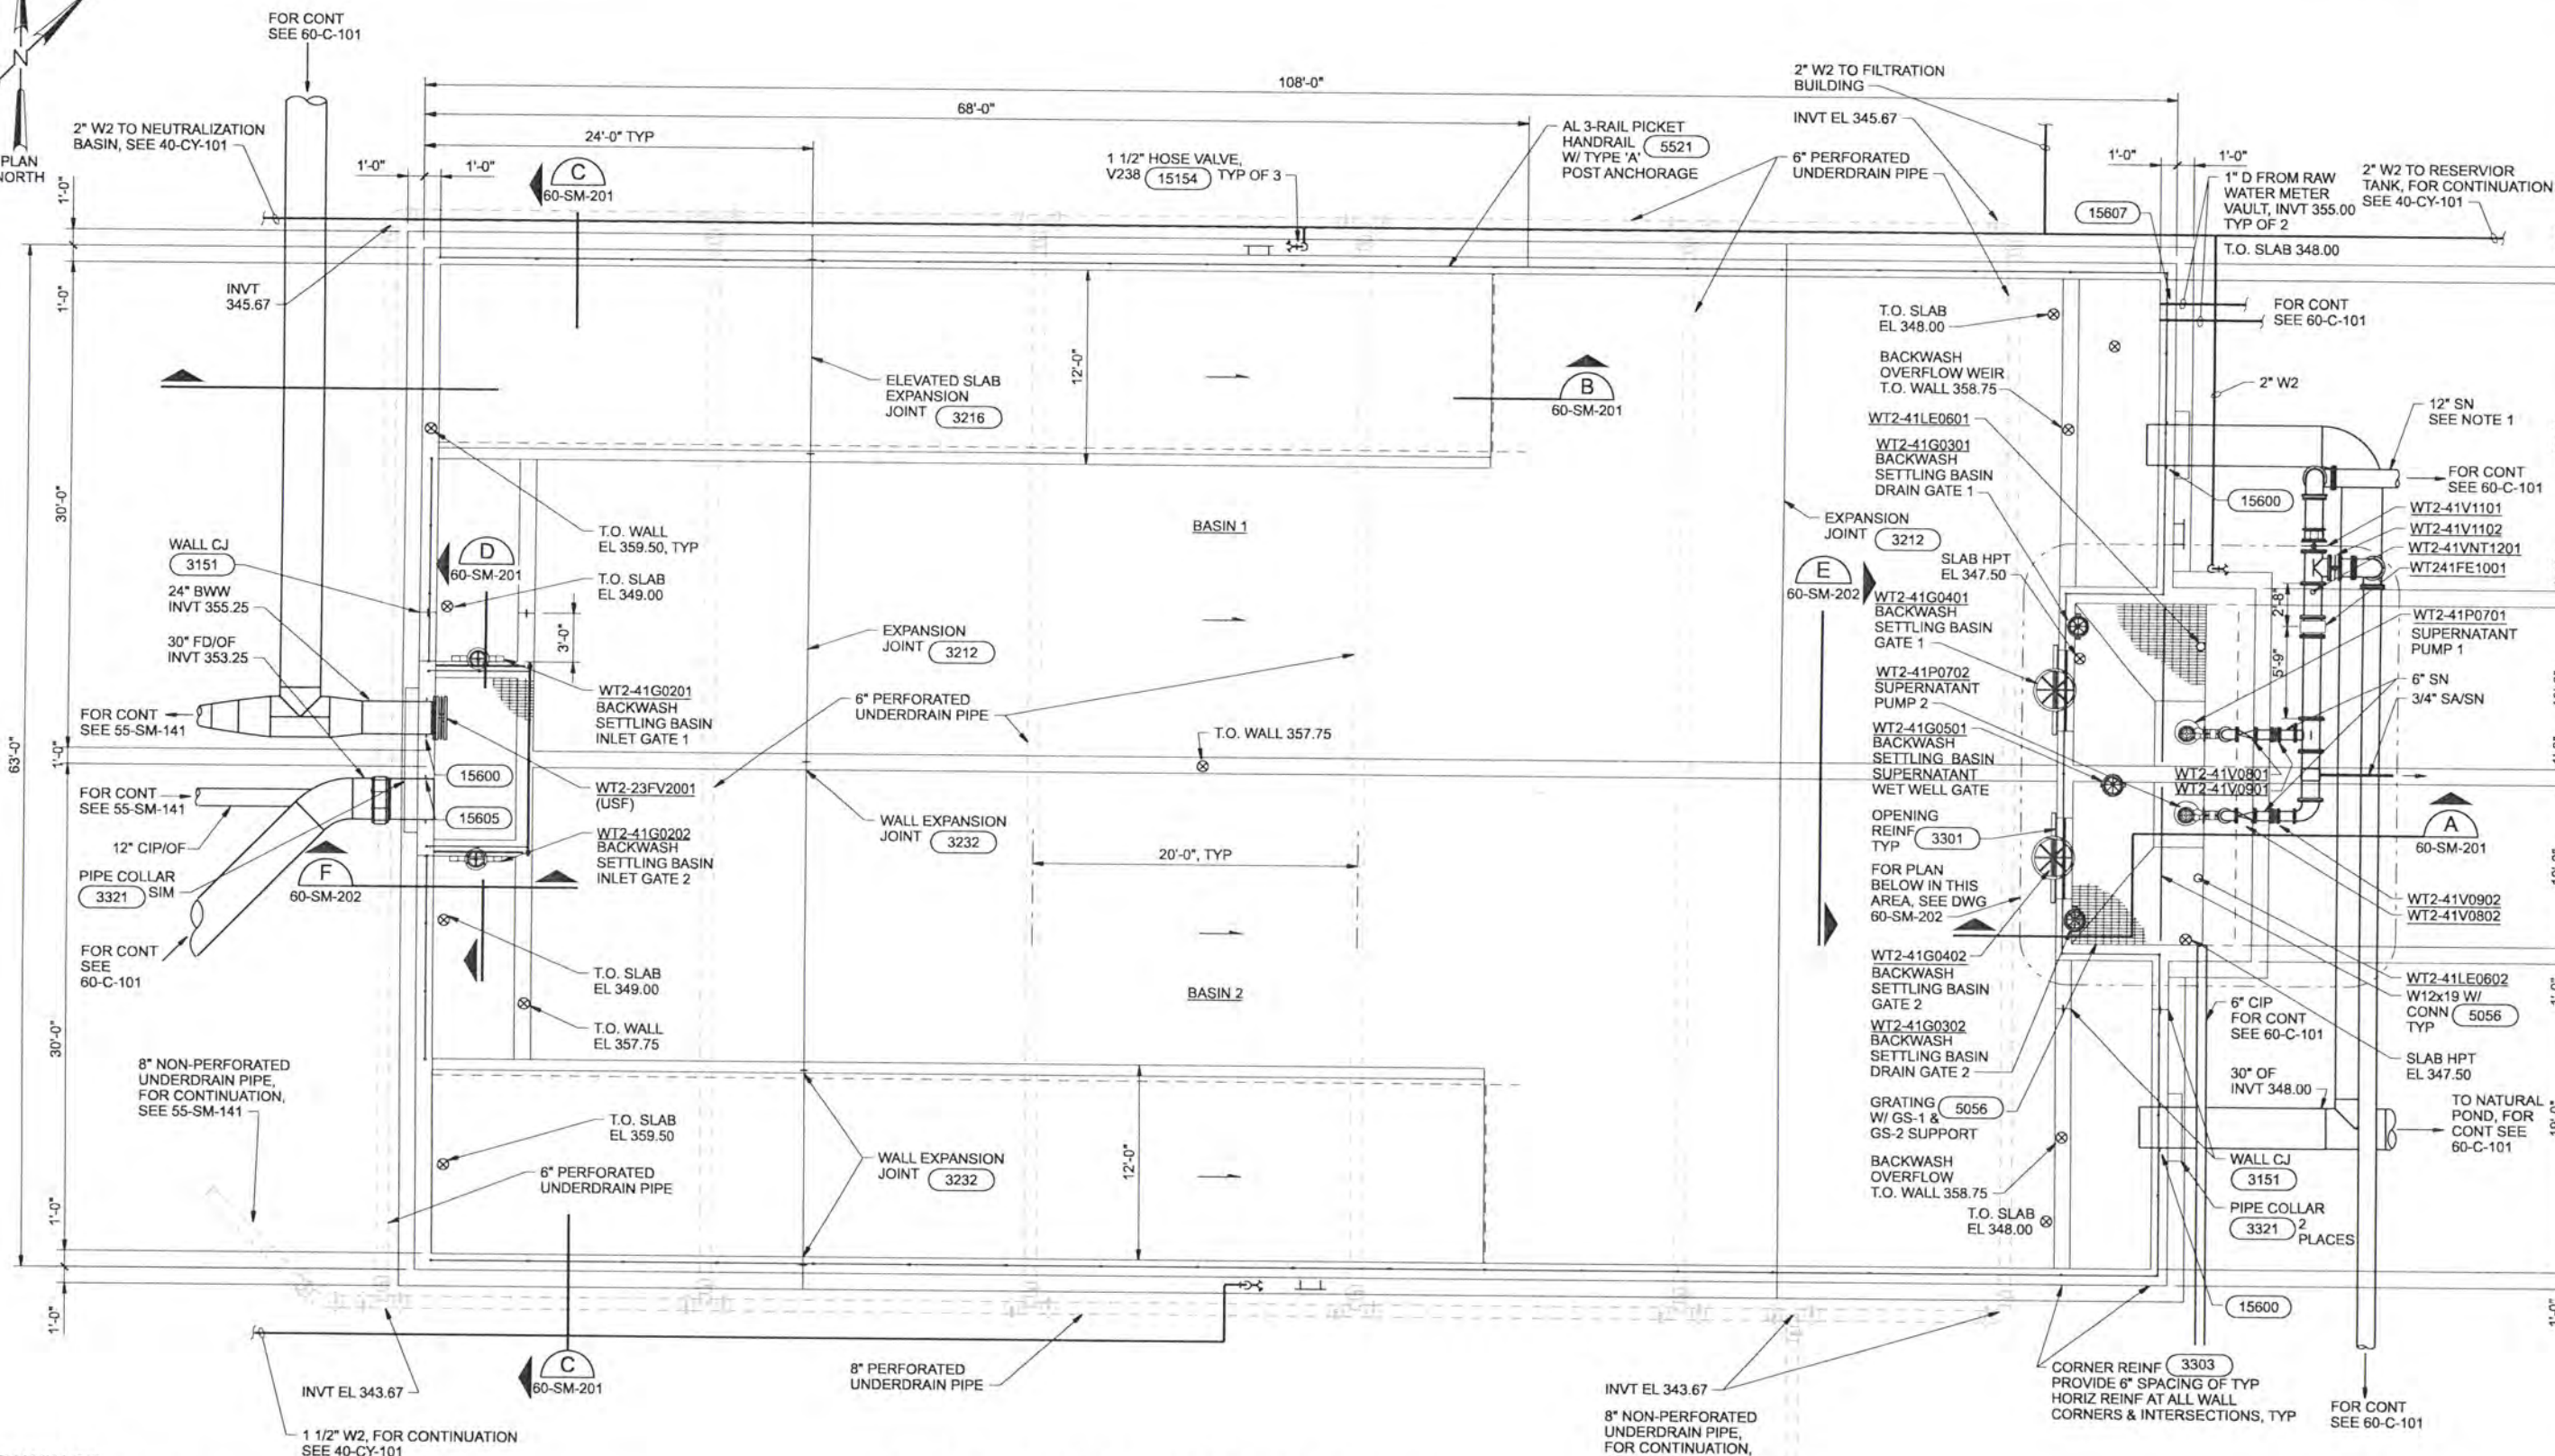 N
PLAN
NORTH
FOR CONT
SEE 60-C-101
2" W2 TO NEUTRALIZATION
BASIN, SEE 40-CY-101
108'-0"
68'-0"
24'-0" TYP
1'-0"
1'-0"
C
60-SM-201
1 1/2" HOSE VALVE,
V238 15154 TYP OF 3
AL 3-RAIL PICKET
HANDRAIL 5521
W/ TYPE 'A'
POST ANCHORAGE
2" W2 TO FILTRATION
BUILDING
INVT EL 345.67
6" PERFORATED
UNDERDRAIN PIPE
1'-0"
1'-0"
15607
1" D FROM RAW
WATER METER
VAULT, INVT 355.00
TYP OF 2
2" W2 TO RESERVIOR
TANK, FOR CONTINUATION
SEE 40-CY-101
T.O. SLAB 348.00
FOR CONT
SEE 60-C-101
1'-0"
1'-0"
30'-0"
63'-0"
1'-0"
30'-0"
1'-0"
1'-0"
INVT
345.67
ELEVATED SLAB
EXPANSION
JOINT 3216
12'-0"
B
60-SM-201
T.O. SLAB
EL 348.00
BACKWASH
OVERFLOW WEIR
T.O. WALL 358.75
WT2-41LE0601
WT2-41G0301
BACKWASH
SETTLING BASIN
DRAIN GATE 1
2" W2
12" SN
SEE NOTE 1
FOR CONT
SEE 60-C-101
15600
WT2-41V1101
WT2-41V1102
WT2-41VNT1201
WT241FE1001
WT2-41P0701
SUPERNATANT
PUMP 1
2'-8"
5'-9"
6" SN
3/4" SA/SN
T.O. WALL
EL 359.50, TYP
BASIN 1
EXPANSION
JOINT 3212
SLAB HPT
EL 347.50
E
60-SM-202
WALL CJ
3151
24" BWW
INVT 355.25
30" FD/OF
INVT 353.25
D
60-SM-201
T.O. SLAB
EL 349.00
3'-0"
EXPANSION
JOINT 3212
WT2-41G0401
BACKWASH
SETTLING BASIN
GATE 1
WT2-41P0702
SUPERNATANT
PUMP 2
WT2-41G0501
BACKWASH
SETTLING BASIN
SUPERNATANT
WET WELL GATE
WT2-41G0201
BACKWASH
SETTLING BASIN
INLET GATE 1
6" PERFORATED
UNDERDRAIN PIPE
T.O. WALL 357.75
FOR CONT
SEE 55-SM-141
15600
WT2-23FV2001
(USF)
FOR CONT
SEE 55-SM-141
15605
WT2-41V0801
WT2-41V0901
OPENING
REINF 3301
TYP
A
60-SM-201
12" CIP/OF
WT2-41G0202
BACKWASH
SETTLING BASIN
INLET GATE 2
WALL EXPANSION
JOINT 3232
20'-0", TYP
PIPE COLLAR
3321 SIM
F
60-SM-202
FOR PLAN
BELOW IN THIS
AREA, SEE DWG
60-SM-202
WT2-41V0902
WT2-41V0802
FOR CONT
SEE
60-C-101
T.O. SLAB
EL 349.00
BASIN 2
WT2-41G0402
BACKWASH
SETTLING BASIN
GATE 2
WT2-41LE0602
W12x19 W/
CONN 5056
TYP
6" CIP
FOR CONT
SEE 60-C-101
T.O. WALL
EL 357.75
WT2-41G0302
BACKWASH
SETTLING BASIN
DRAIN GATE 2
SLAB HPT
EL 347.50
8" NON-PERFORATED
UNDERDRAIN PIPE,
FOR CONTINUATION,
SEE 55-SM-141
30" OF
INVT 348.00
TO NATURAL
POND, FOR
CONT SEE
60-C-101
GRATING 5056
W/ GS-1 &
GS-2 SUPPORT
T.O. SLAB
EL 359.50
WALL EXPANSION
JOINT 3232
12'-0"
BACKWASH
OVERFLOW
T.O. WALL 358.75
WALL CJ
3151
6" PERFORATED
UNDERDRAIN PIPE
T.O. SLAB
EL 348.00
PIPE COLLAR
3321 2
PLACES
15600
1'-0"
INVT EL 343.67
C
60-SM-201
8" PERFORATED
UNDERDRAIN PIPE
INVT EL 343.67
CORNER REINF 3303
PROVIDE 6" SPACING OF TYP
HORIZ REINF AT ALL WALL
CORNERS & INTERSECTIONS, TYP
FOR CONT
SEE 60-C-101
1 1/2" W2, FOR CONTINUATION
SEE 40-CY-101
8" NON-PERFORATED
UNDERDRAIN PIPE,
FOR CONTINUATION,